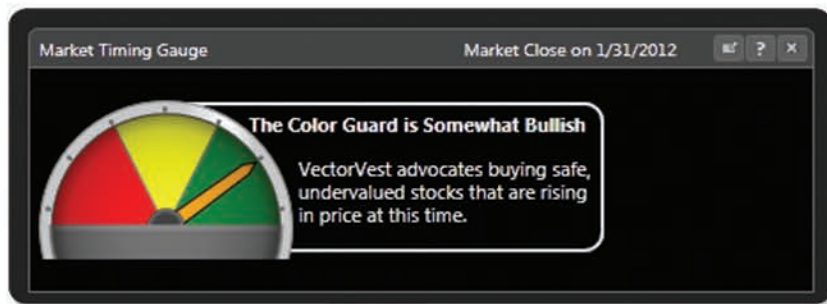 Market Timing Gauge Market Close on 1/31/2012 ?
The Color Guard is Somewhat Bullish
VectorVest advocates buying safe,
undervalued stocks that are rising
in price at this time.